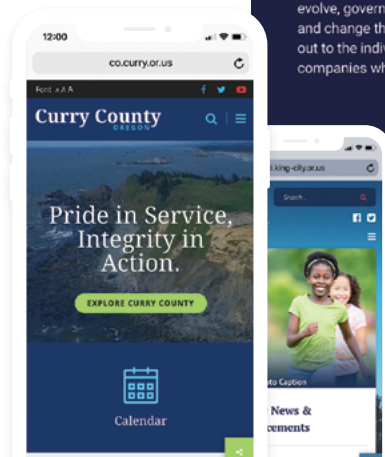 evolve, govern
and change th
out to the indiv
companies wh
12:00
co.curry.or.us
Font A A A
Curry County
OREGON
Pride in Service,
Integrity in
Action.
EXPLORE CURRY COUNTY
Calendar
.king-city.or.us
Search...
to Caption
News &
cements